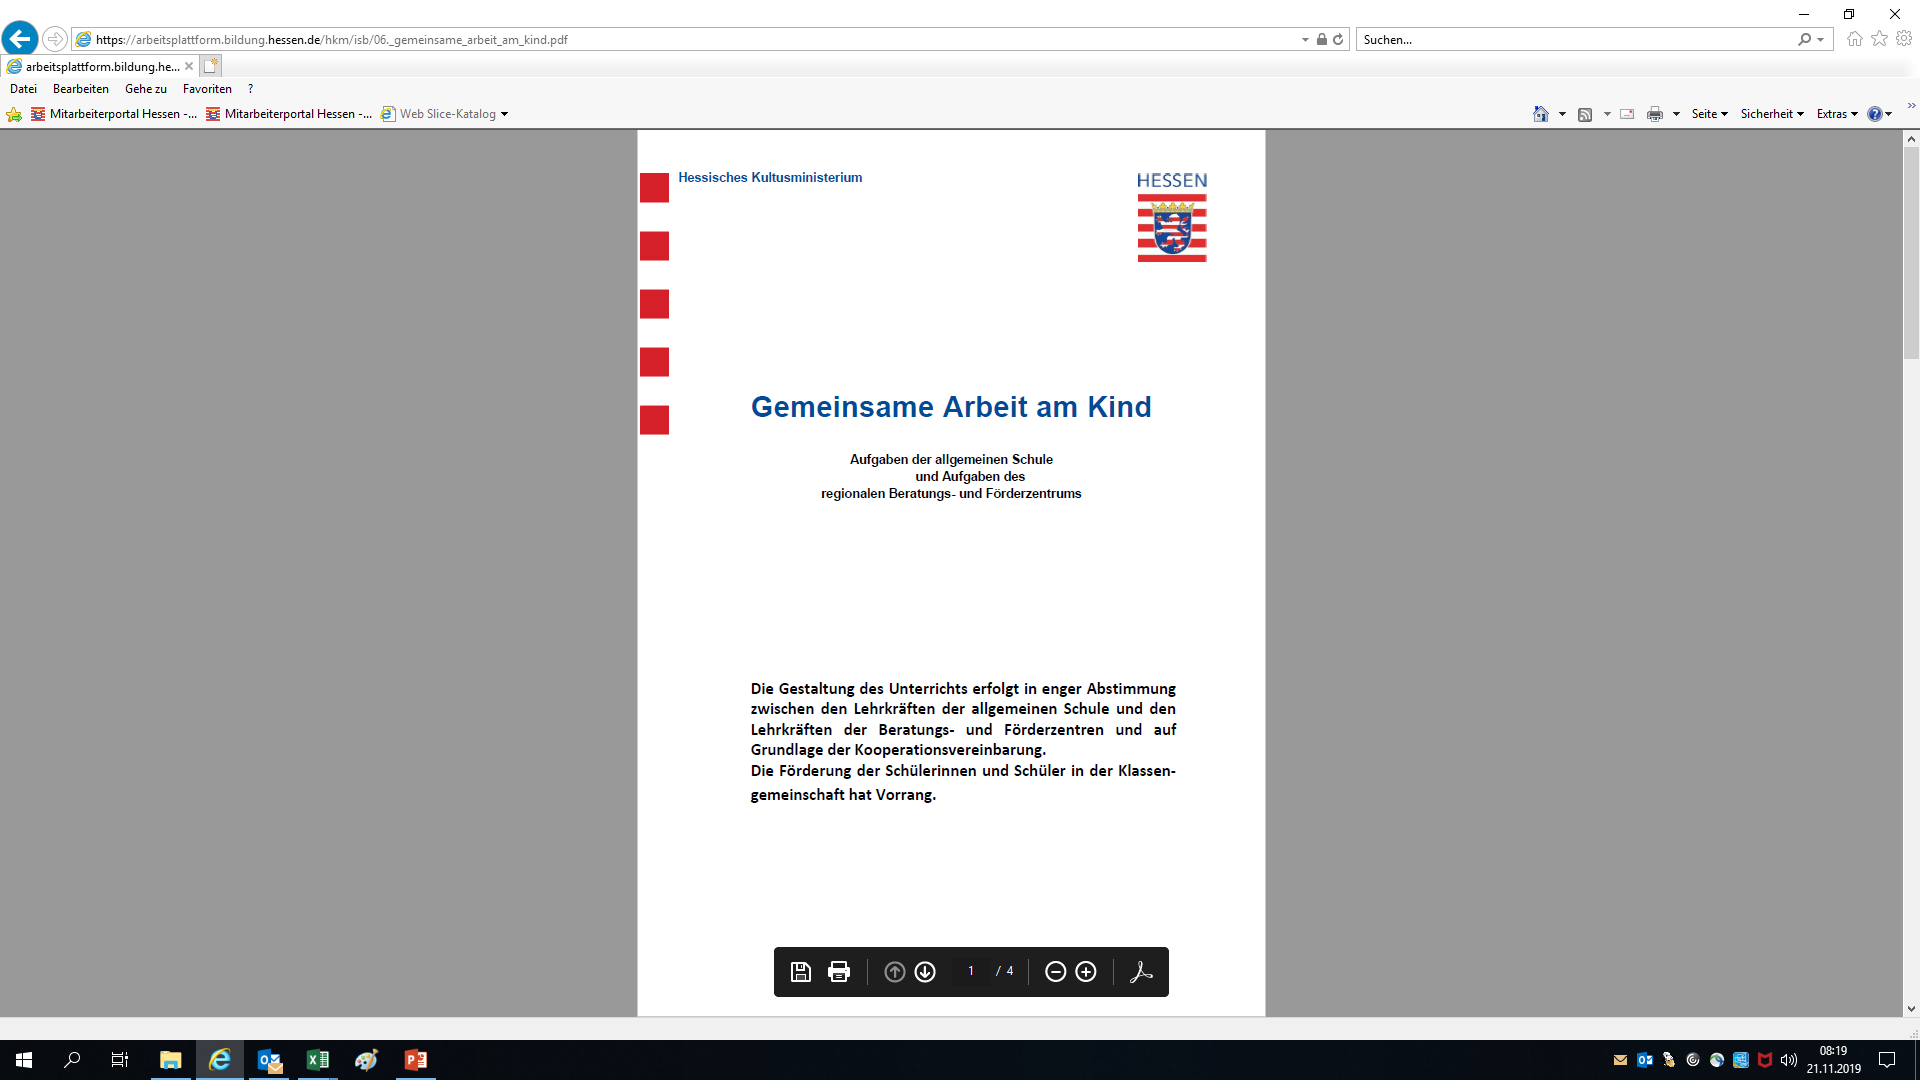 https://arbeitsplattform.bildung.hessen.de/hkm/isb/06._gemeinsame_arbeit_am_kind.pdf
Suchen...
arbeitsplattform.bildung.he...
Datei Bearbeiten Gehe zu Favoriten ?
Mitarbeiterportal Hessen -... Mitarbeiterportal Hessen -... Web Slice-Katalog
Seite Sicherheit Extras
Hessisches Kultusministerium
HESSEN
Gemeinsame Arbeit am Kind
Aufgaben der allgemeinen Schule
und Aufgaben des
regionalen Beratungs- und Förderzentrums
Die Gestaltung des Unterrichts erfolgt in enger Abstimmung
zwischen den Lehrkräften der allgemeinen Schule und den
Lehrkräften der Beratungs- und Förderzentren und auf
Grundlage der Kooperationsvereinbarung.
Die Förderung der Schülerinnen und Schüler in der Klassen-
gemeinschaft hat Vorrang.
1 / 4
08:19
21.11.2019